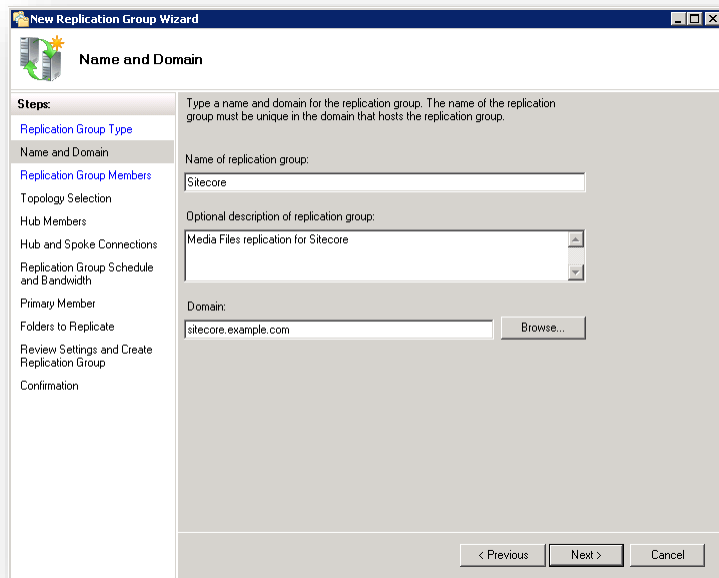 New Replication Group Wizard
Name and Domain
Steps:
Replication Group Type
Name and Domain
Replication Group Members
Topology Selection
Hub Members
Hub and Spoke Connections
Replication Group Schedule
and Bandwidth
Primary Member
Folders to Replicate
Review Settings and Create
Replication Group
Confirmation
Type a name and domain for the replication group. The name of the replication
group must be unique in the domain that hosts the replication group.
Name of replication group:
Sitecore
Optional description of replication group:
Media Files replication for Sitecore
Domain:
sitecore.example.com
Browse...
< Previous
Next >
Cancel